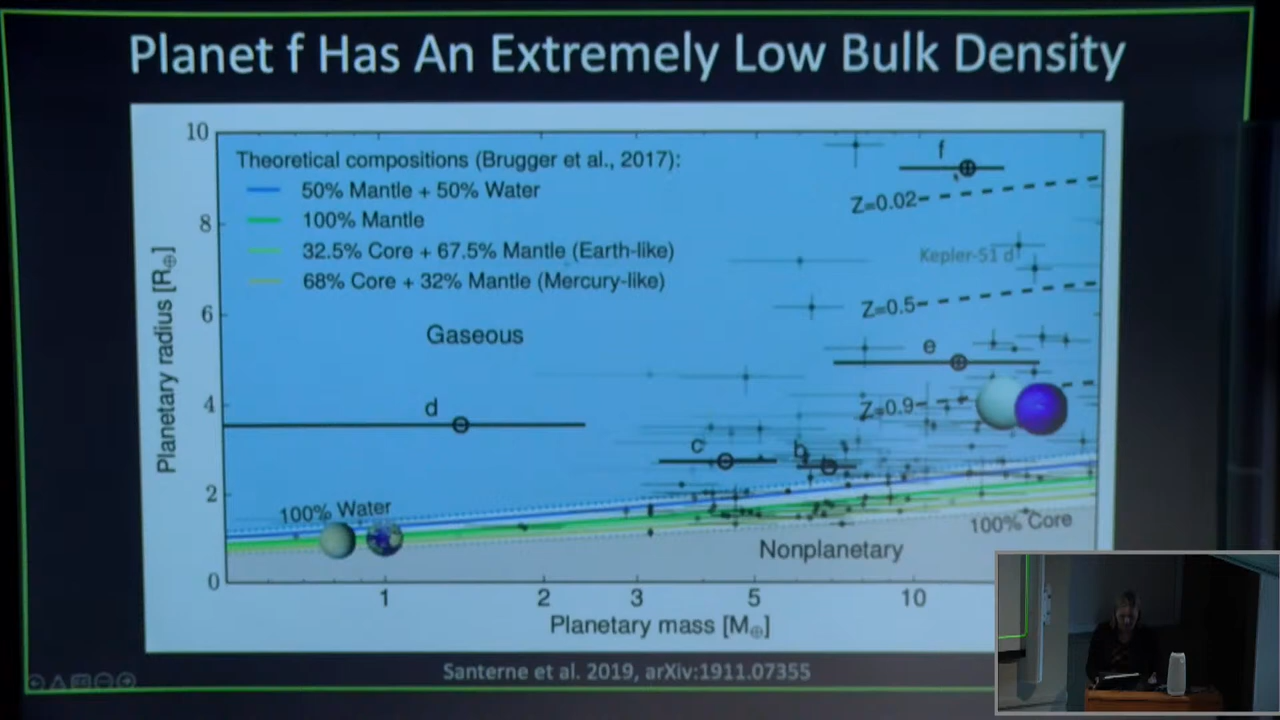 Planet f Has An Extremely Low Bulk Density
Planetary radius [R⊕]
10
8
6
4
2
0
Theoretical compositions (Brugger et al., 2017):
50% Mantle + 50% Water
100% Mantle
32.5% Core + 67.5% Mantle (Earth-like)
68% Core + 32% Mantle (Mercury-like)
f
Z=0.02
Kepler-51 d
Z=0.5
Gaseous
e
d
Z=0.9
c
b
100% Water
100% Core
Nonplanetary
1
2
3
5
10
Planetary mass [M⊕]
Santerne et al. 2019, arXiv:1911.07355